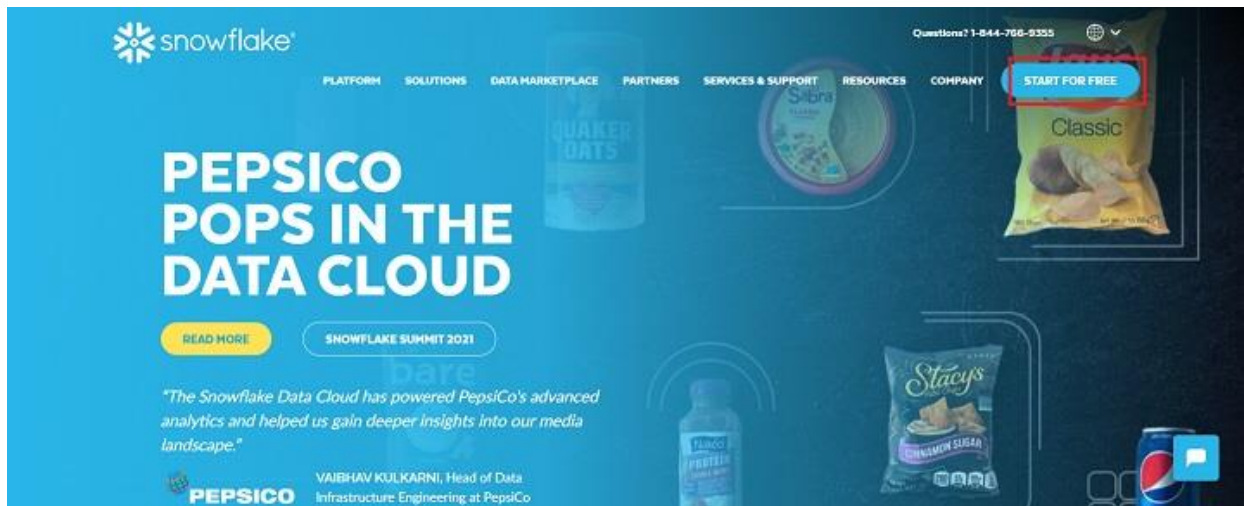 snowflake®
Questions? 1-844-766-9355
PLATFORM SOLUTIONS DATA MARKETPLACE PARTNERS SERVICES & SUPPORT RESOURCES COMPANY START FOR FREE
Sabra
Classic
QUAKER
OATS
PEPSICO
POPS IN THE
DATA CLOUD
READ MORE SNOWFLAKE SUMMIT 2021
bare
Stacy's
CINNAMON SUGAR
PROTEIN
"The Snowflake Data Cloud has powered PepsiCo's advanced
analytics and helped us gain deeper insights into our media
landscape."
PEPSICO
VAIBHAV KULKARNI, Head of Data
Infrastructure Engineering at PepsiCo